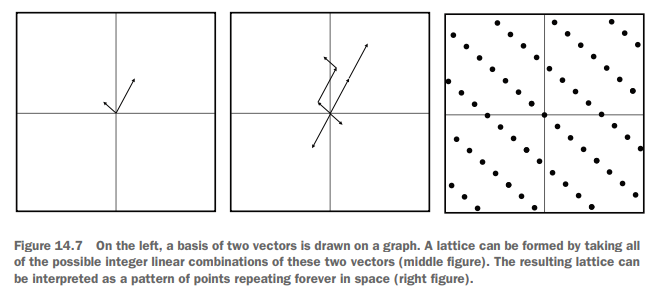 Figure 14.7 On the left, a basis of two vectors is drawn on a graph. A lattice can be formed by taking all
of the possible integer linear combinations of these two vectors (middle figure). The resulting lattice can
be interpreted as a pattern of points repeating forever in space (right figure).